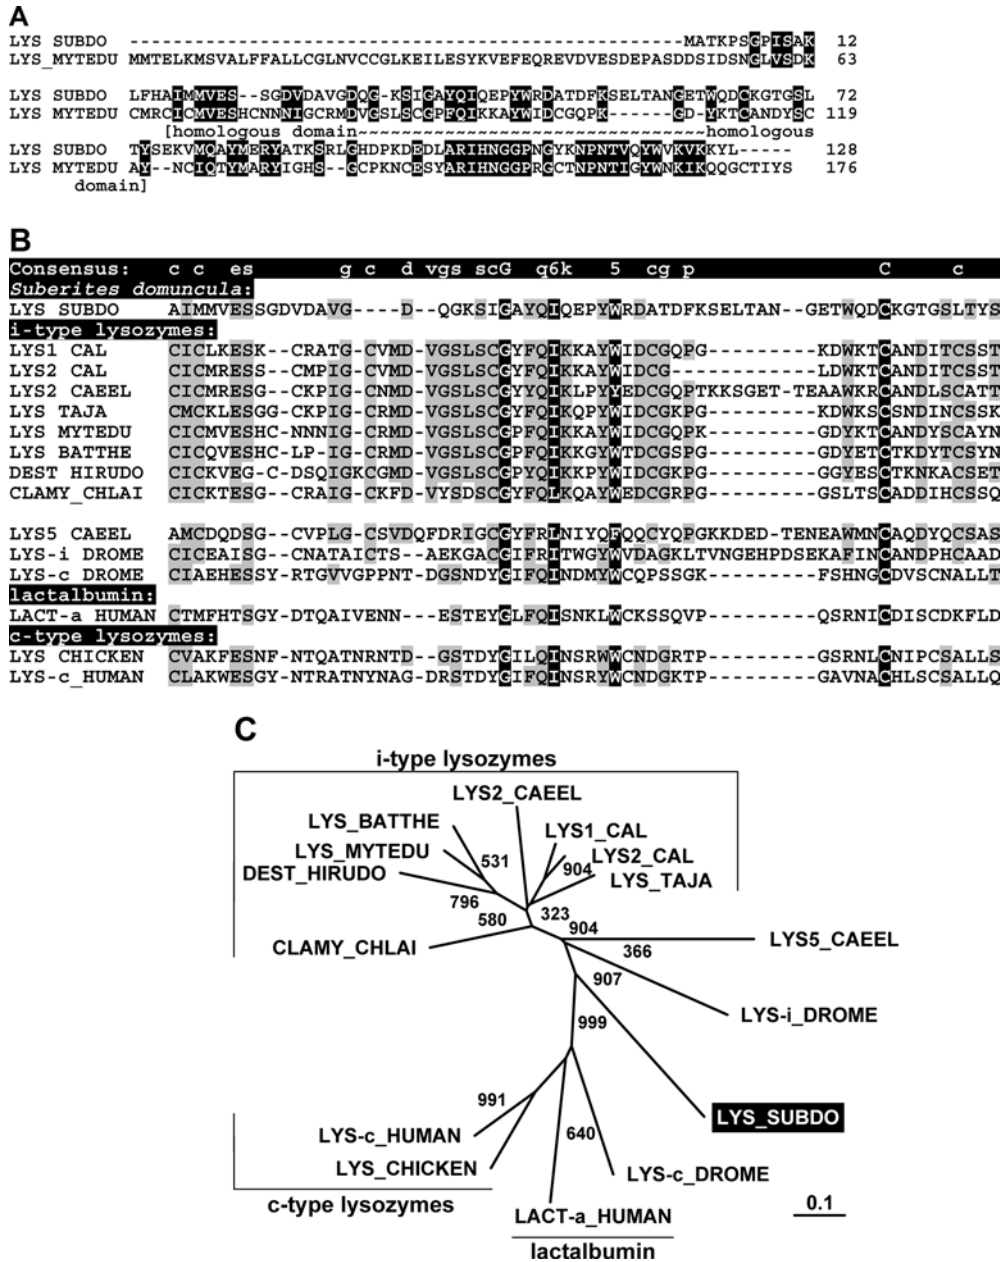 A
LYS SUBDO ------------------------------------------------------MATKPSGPISAK 12
LYS_MYTEDU MMTELKMSVALFFALLCGLNVCCGLKEILESYKVEFEQREVDVESDEPASDDSIDSNGLVSDK 63
LYS SUBDO LFHAIMMVES--SGDVDAVGDQG-KSIGAYQIQEPYWRDATDFKSELTANGETWQDCKGTGSL 72
LYS MYTEDU CMRCICMVESHCNNNIGCRMDVGSLSCGPFQIKKAYWIDCGQPK------GD-YKTCANDYSC 119
[homologous domain~~~~~~~~~~~~~~~~~~~~~~~~~~~~homologous
LYS SUBDO TYSEKVMQAYMERYATKSRLGHDPKDEDLARIHNGGPNGYKNPNTVQYWVKVKKYL----- 128
LYS MYTEDU AY--NCIQTYMARYIGHS--GCPKNCESYARIHNGGPRGCTNPNTIGYWNKIKQQGCTIYS 176
domain]
B
Consensus: c c es g c d vgs scG q6k 5 cg p C c
Suberites domuncula:
LYS SUBDO AIMMVESSGDVDAVG----D--QGKSIGAYQIQEPYWRDATDFKSELTAN--GETWQDCKGTGSLTYS
i-type lysozymes:
LYS1 CAL CICLKESK--CRATG-CVMD-VGSLSCGYFQIKKAYWIDCGQPG---------KDWKTCANDITCSST
LYS2 CAL CICMRESS--CMPIG-CVMD-VGSLSCGYFQIKKAYWIDCG------------LDWKTCANDITCSST
LYS2 CAEEL CICMRESS--CKPIG-CNMD-VGSLSCGYFQIKLPYYEDCGQPTKKSGET-TEAAWKRCANDLSCATT
LYS TAJA CMCKLESGG-CKPIG-CRMD-VGSLSCGYFQIKQPYWIDCGKPG---------KDWKSCSNDINCSSK
LYS MYTEDU CICMVESHC-NNNIG-CRMD-VGSLSCGPFQIKKAYWIDCGQPK---------GDYKTCANDYSCAYN
LYS BATTHE CICQVESHC-LP-IG-CRMD-VGSLSCGPFQIKKGYWTDCGSPG---------GDYETCTKDYTCSYN
DEST HIRUDO CICKVEG-C-DSQIGKCGMD-VGSLSCGPYQIKKPYWIDCGKPG---------GGYESCTKNKACSET
CLAMY_CHLAI CICKTESG--CRAIG-CKFD-VYSDSCGYFQLKQAYWEDCGRPG---------GSLTSCADDIHCSSQ
LYS5 CAEEL AMCDQDSG--CVPLG-CSVDQFDRIGCGYFRLNIYQFQQCYQPGKKDED-TENEAWMNCAQDYQCSAS
LYS-i DROME CICEAISG--CNATAICTS--AEKGACGIFRITWGYWVDAGKLTVNGEHPDSEKAFINCANDPHCAAD
LYS-c DROME CIAEHESSY-RTGVVGPPNT-DGSNDYGIFQINDMYWCQPSSGK---------FSHNGCDVSCNALLT
lactalbumin:
LACT-a HUMAN CTMFHTSGY-DTQAIVENN---ESTEYGLFQISNKLWCKSSQVP---------QSRNICDISCDKFLD
c-type lysozymes:
LYS CHICKEN CVAKFESNF-NTQATNRNTD--GSTDYGILQINSRWWCNDGRTP---------GSRNLCNIPCSALLS
LYS-c_HUMAN CLAKWESGY-NTRATNYNAG-DRSTDYGIFQINSRYWCNDGKTP---------GAVNACHLSCSALLQ
C
i-type lysozymes
LYS2_CAEEL
LYS_BATTHE
LYS1_CAL
LYS_MYTEDU
531
LYS2_CAL
904
DEST_HIRUDO
LYS_TAJA
796
323
580
904
CLAMY_CHLAI
LYS5_CAEEL
366
907
LYS-i_DROME
999
991
LYS_SUBDO
LYS-c_HUMAN
640
LYS_CHICKEN
LYS-c_DROME
c-type lysozymes
0.1
LACT-a_HUMAN
lactalbumin